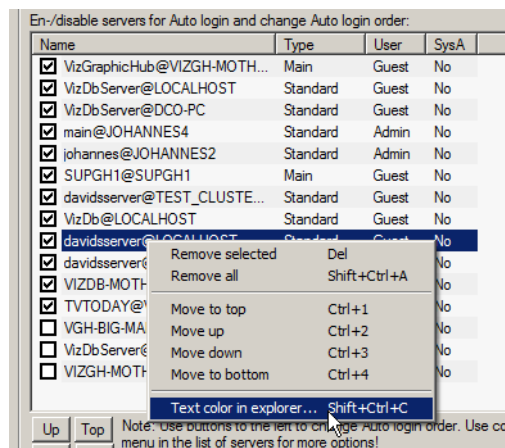 En-/disable servers for Auto login and change Auto login order:
Name Type User SysA
VizGraphicHub@VIZGH-MOTH... Main Guest No
VizDbServer@LOCALHOST Standard Guest No
VizDbServer@DCO-PC Standard Guest No
main@JOHANNES4 Standard Admin No
johannes@JOHANNES2 Standard Admin No
SUPGH1@SUPGH1 Main Guest No
davidsserver@TEST_CLUSTE... Standard Guest No
VizDb@LOCALHOST Standard Guest No
davidsserver@LOCALHOST Standard Guest No
davidsserver No
VIZDB-MOTH No
TVTODAY@ No
VGH-BIG-MA No
VizDbServer No
VIZGH-MOTH No
Remove selected Del
Remove all Shift+Ctrl+A
Move to top Ctrl+1
Move up Ctrl+2
Move down Ctrl+3
Move to bottom Ctrl+4
Text color in explorer... Shift+Ctrl+C
Up Top Note: Use buttons to the left to change Auto login order. Use
menu in the list of servers for more options!